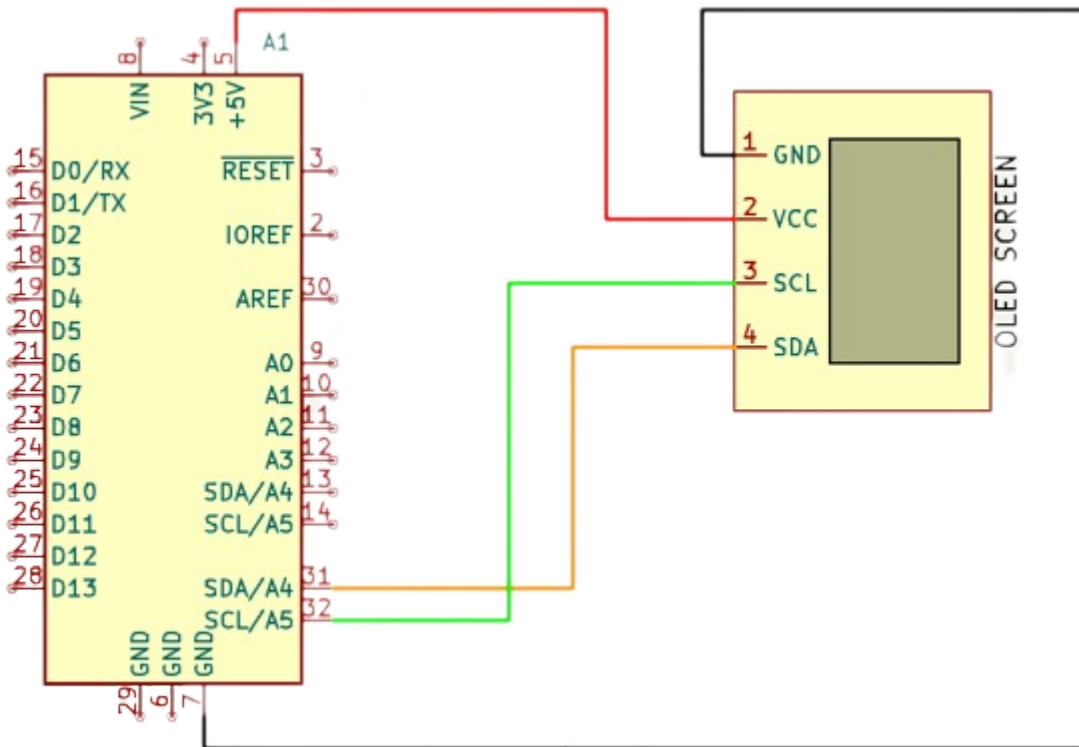 A1
8 4 5
VIN 3V3 +5V
15 D0/RX RESET 3
16 D1/TX
17 D2 IOREF 2
18 D3
19 D4 AREF 30
20 D5
21 D6 A0 9
22 D7 A1 10
23 D8 A2 11
24 D9 A3 12
25 D10 SDA/A4 13
26 D11 SCL/A5 14
27 D12
28 D13 SDA/A4 31
SCL/A5 32
GND GND GND
29 6 7
1 GND
2 VCC
3 SCL
4 SDA
OLED SCREEN